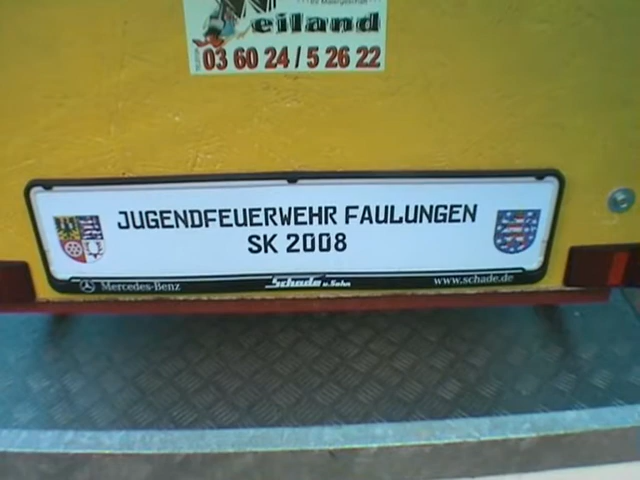 eiland
03 60 24 / 5 26 22
JUGENDFEUERWEHR FAULUNGEN
SK 2008
Mercedes-Benz Schade u. Sohn www.schade.de